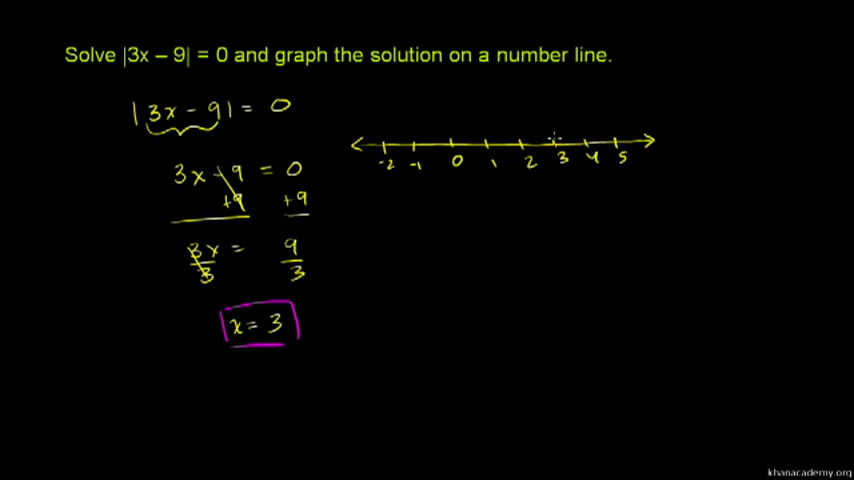 Solve |3x – 9| = 0 and graph the solution on a number line.
|3x - 9| = 0
3x - 9 = 0
+9 +9
3x = 9
3 3
x = 3
-2 -1 0 1 2 3 4 5
khanacademy.org